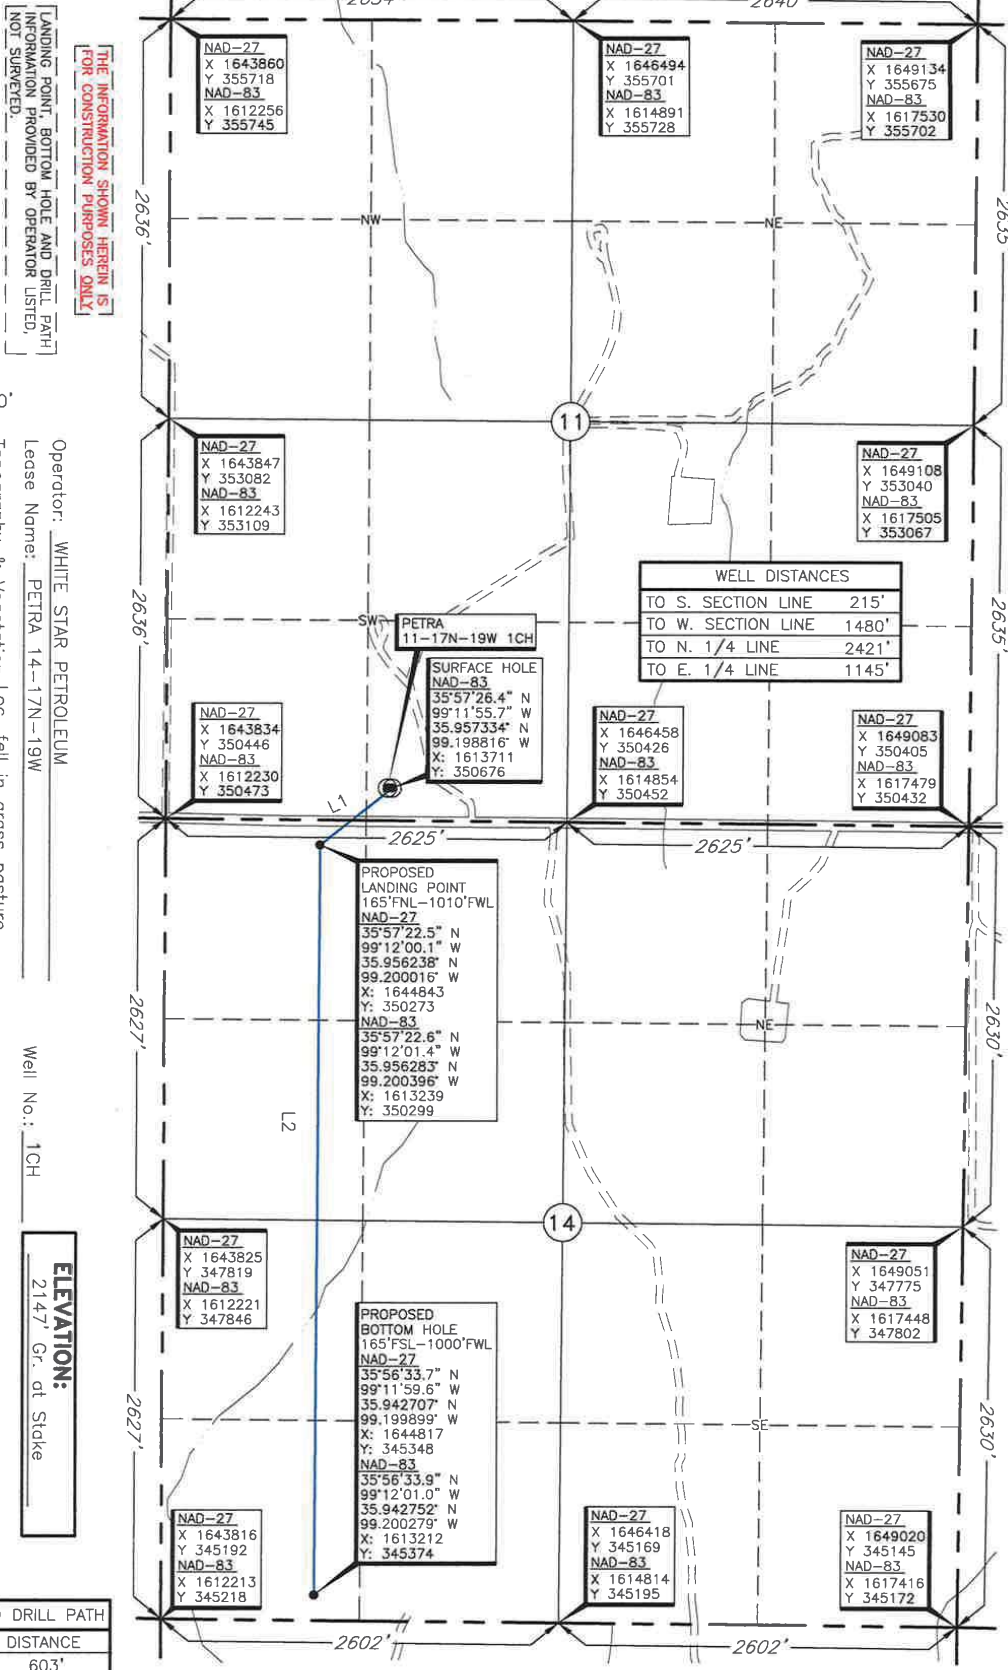 2640'
NAD-27
X 1643860
Y 355718
NAD-83
X 1612256
Y 355745
NAD-27
X 1646494
Y 355701
NAD-83
X 1614891
Y 355728
NAD-27
X 1649134
Y 355675
NAD-83
X 1617530
Y 355702
THE INFORMATION SHOWN HEREIN IS
FOR CONSTRUCTION PURPOSES ONLY
LANDING POINT, BOTTOM HOLE AND DRILL PATH
INFORMATION PROVIDED BY OPERATOR LISTED,
NOT SURVEYED.
2636'
2635'
NW
NE
11
NAD-27
X 1643847
Y 353082
NAD-83
X 1612243
Y 353109
NAD-27
X 1649108
Y 353040
NAD-83
X 1617505
Y 353067
WELL DISTANCES
TO S. SECTION LINE 215'
TO W. SECTION LINE 1480'
TO N. 1/4 LINE 2421'
TO E. 1/4 LINE 1145'
2636'
2635'
SW
PETRA
11-17N-19W 1CH
SURFACE HOLE
NAD-83
35°57'26.4" N
99°11'55.7" W
35.957334° N
99.198816° W
X: 1613711
Y: 350676
NAD-27
X 1643834
Y 350446
NAD-83
X 1612230
Y 350473
NAD-27
X 1646458
Y 350426
NAD-83
X 1614854
Y 350452
NAD-27
X 1649083
Y 350405
NAD-83
X 1617479
Y 350432
L1
2625'
2625'
Operator: WHITE STAR PETROLEUM
Lease Name: PETRA 14-17N-19W
Well No.: 1CH
Topography & Vegetation Loc. fell in grass pasture
PROPOSED
LANDING POINT
165'FNL-1010'FWL
NAD-27
35°57'22.5" N
99°12'00.1" W
35.956238° N
99.200016° W
X: 1644843
Y: 350273
NAD-83
35°57'22.6" N
99°12'01.4" W
35.956283° N
99.200396° W
X: 1613239
Y: 350299
2627'
2630'
NE
L2
14
NAD-27
X 1643825
Y 347819
NAD-83
X 1612221
Y 347846
NAD-27
X 1649051
Y 347775
NAD-83
X 1617448
Y 347802
ELEVATION:
2147' Gr. at Stake
PROPOSED
BOTTOM HOLE
165'FSL-1000'FWL
NAD-27
35°56'33.7" N
99°11'59.6" W
35.942707° N
99.199899° W
X: 1644817
Y: 345348
NAD-83
35°56'33.9" N
99°12'01.0" W
35.942752° N
99.200279° W
X: 1613212
Y: 345374
2627'
2630'
SE
NAD-27
X 1643816
Y 345192
NAD-83
X 1612213
Y 345218
NAD-27
X 1646418
Y 345169
NAD-83
X 1614814
Y 345195
NAD-27
X 1649020
Y 345145
NAD-83
X 1617416
Y 345172
2602'
2602'
DRILL PATH
DISTANCE
603'